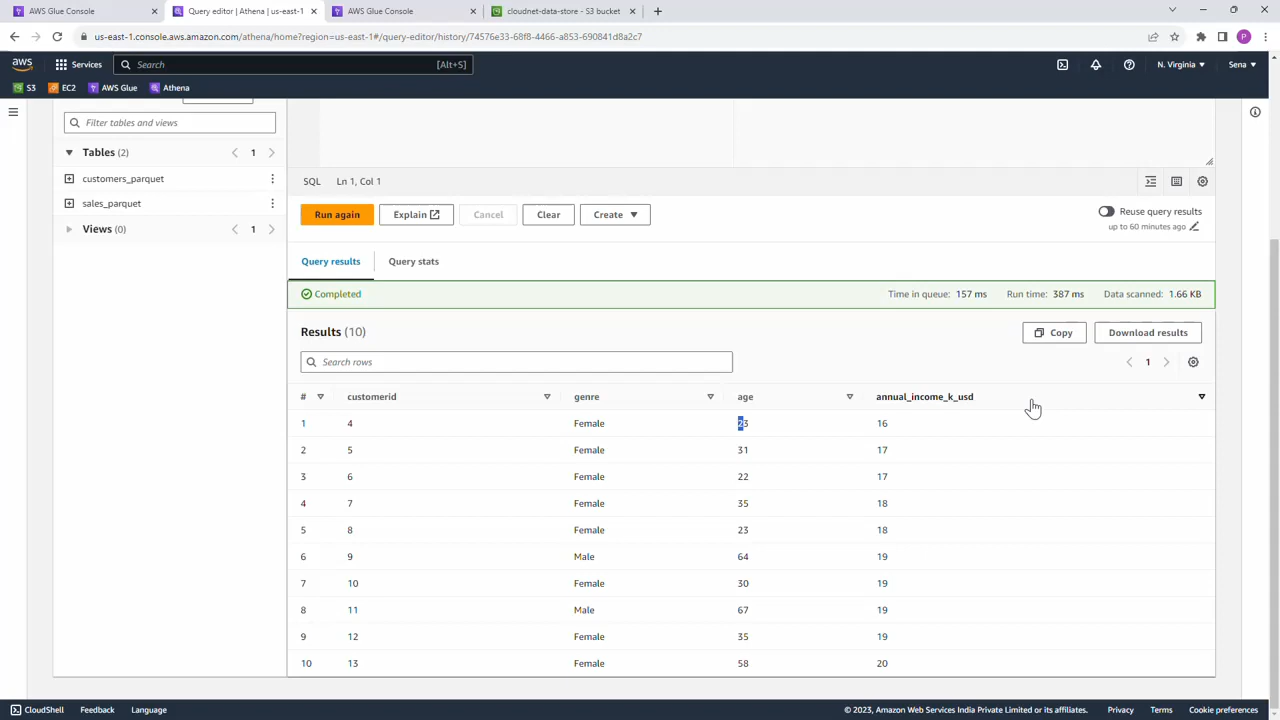 AWS Glue Console
Query editor | Athena | us-east-1
AWS Glue Console
cloudnet-data-store - S3 bucket
us-east-1.console.aws.amazon.com/athena/home?region=us-east-1#/query-editor/history/74576e33-68f8-4466-a853-690841d8a2c7
P
aws
Services
Search
[Alt+S]
N. Virginia
Sena
S3
EC2
AWS Glue
Athena
Filter tables and views
Tables (2)
1
customers_parquet
sales_parquet
Views (0)
1
SQL
Ln 1, Col 1
Run again
Explain
Cancel
Clear
Create
Reuse query results
up to 60 minutes ago
Query results
Query stats
Completed
Time in queue: 157 ms
Run time: 387 ms
Data scanned: 1.66 KB
Results (10)
Copy
Download results
Search rows
1
# customerid genre age annual_income_k_usd
1 4 Female 23 16
2 5 Female 31 17
3 6 Female 22 17
4 7 Female 35 18
5 8 Female 23 18
6 9 Male 64 19
7 10 Female 30 19
8 11 Male 67 19
9 12 Female 35 19
10 13 Female 58 20
CloudShell
Feedback
Language
© 2023, Amazon Web Services India Private Limited or its affiliates.
Privacy
Terms
Cookie preferences